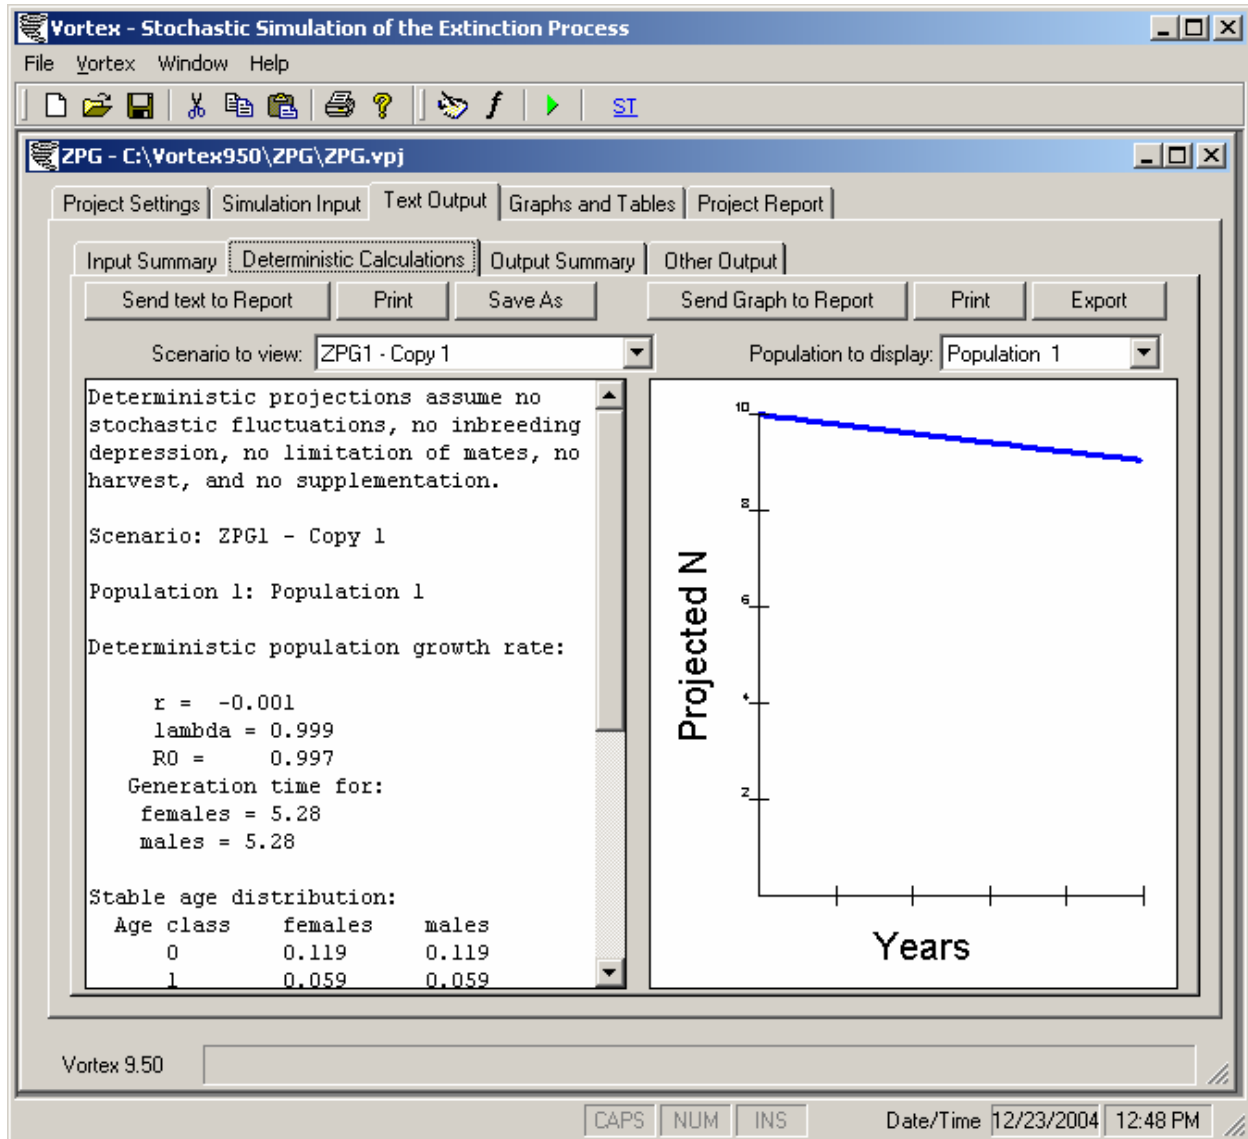 Vortex - Stochastic Simulation of the Extinction Process
File Vortex Window Help
ST
ZPG - C:\Vortex950\ZPG\ZPG.vpj
Project Settings Simulation Input Text Output Graphs and Tables Project Report
Input Summary Deterministic Calculations Output Summary Other Output
Send text to Report Print Save As Send Graph to Report Print Export
Scenario to view: ZPG1 - Copy 1 Population to display: Population 1
Deterministic projections assume no
stochastic fluctuations, no inbreeding
depression, no limitation of mates, no
harvest, and no supplementation.
Scenario: ZPG1 - Copy 1
Population 1: Population 1
Deterministic population growth rate:
r = -0.001
lambda = 0.999
R0 = 0.997
Generation time for:
females = 5.28
males = 5.28
Stable age distribution:
Age class females males
0 0.119 0.119
1 0.059 0.059
10
8
6
4
2
Projected N
Years
Vortex 9.50
CAPS NUM INS Date/Time 12/23/2004 12:48 PM